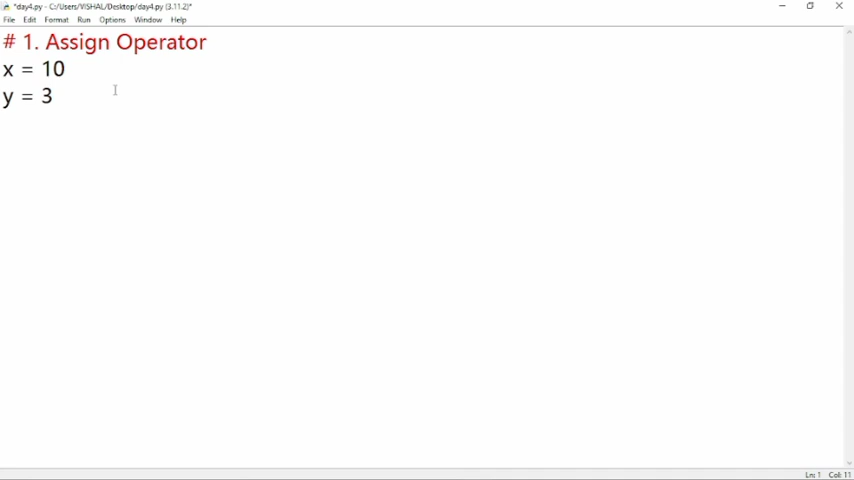 *day4.py - C:/Users/VISHAL/Desktop/day4.py (3.11.2)*
File Edit Format Run Options Window Help
# 1. Assign Operator
x = 10
y = 3
Ln: 1 Col: 11